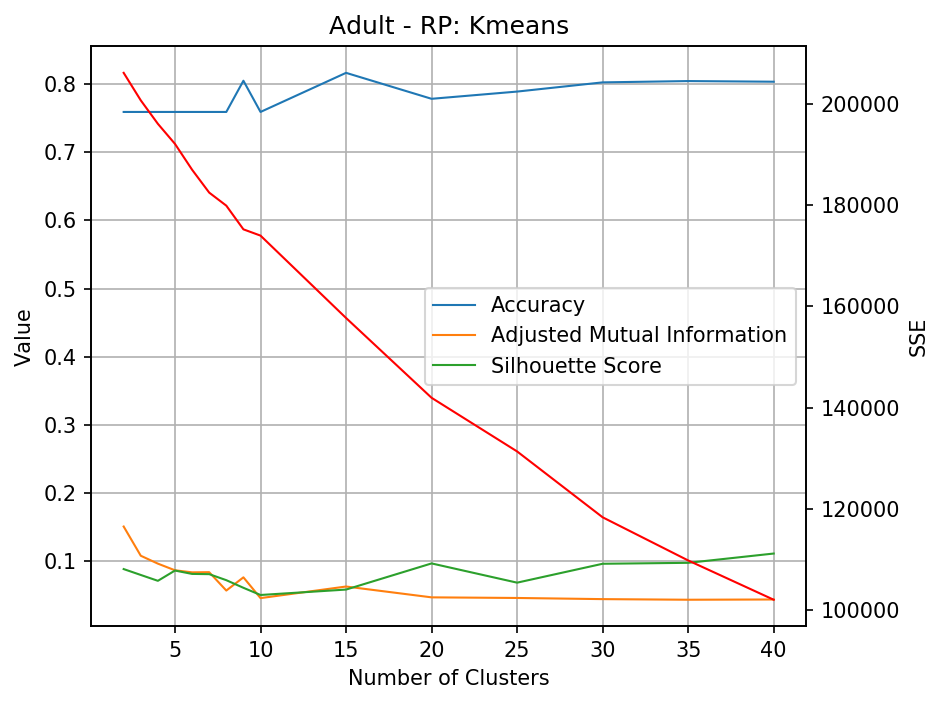 Adult - RP: Kmeans
Value
0.8
0.7
0.6
0.5
0.4
0.3
0.2
0.1
200000
180000
160000
140000
120000
100000
SSE
Accuracy
Adjusted Mutual Information
Silhouette Score
5 10 15 20 25 30 35 40
Number of Clusters